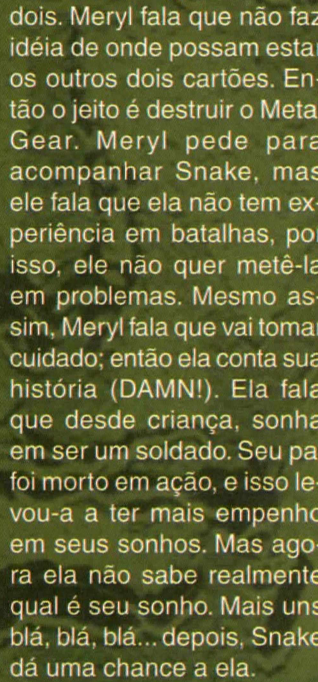 dois. Meryl fala que não faz
idéia de onde possam esta
os outros dois cartões. En-
tão o jeito é destruir o Meta
Gear. Meryl pede para
acompanhar Snake, mas
ele fala que ela não tem ex-
periência em batalhas, po
isso, ele não quer metê-la
em problemas. Mesmo as-
sim, Meryl fala que vai toma
cuidado; então ela conta sua
história (DAMN!). Ela fala
que desde criança, sonha
em ser um soldado. Seu pa
foi morto em ação, e isso le-
vou-a a ter mais empenho
em seus sonhos. Mas ago-
ra ela não sabe realmente
qual é seu sonho. Mais uns
blá, blá, blá... depois, Snake
dá uma chance a ela.